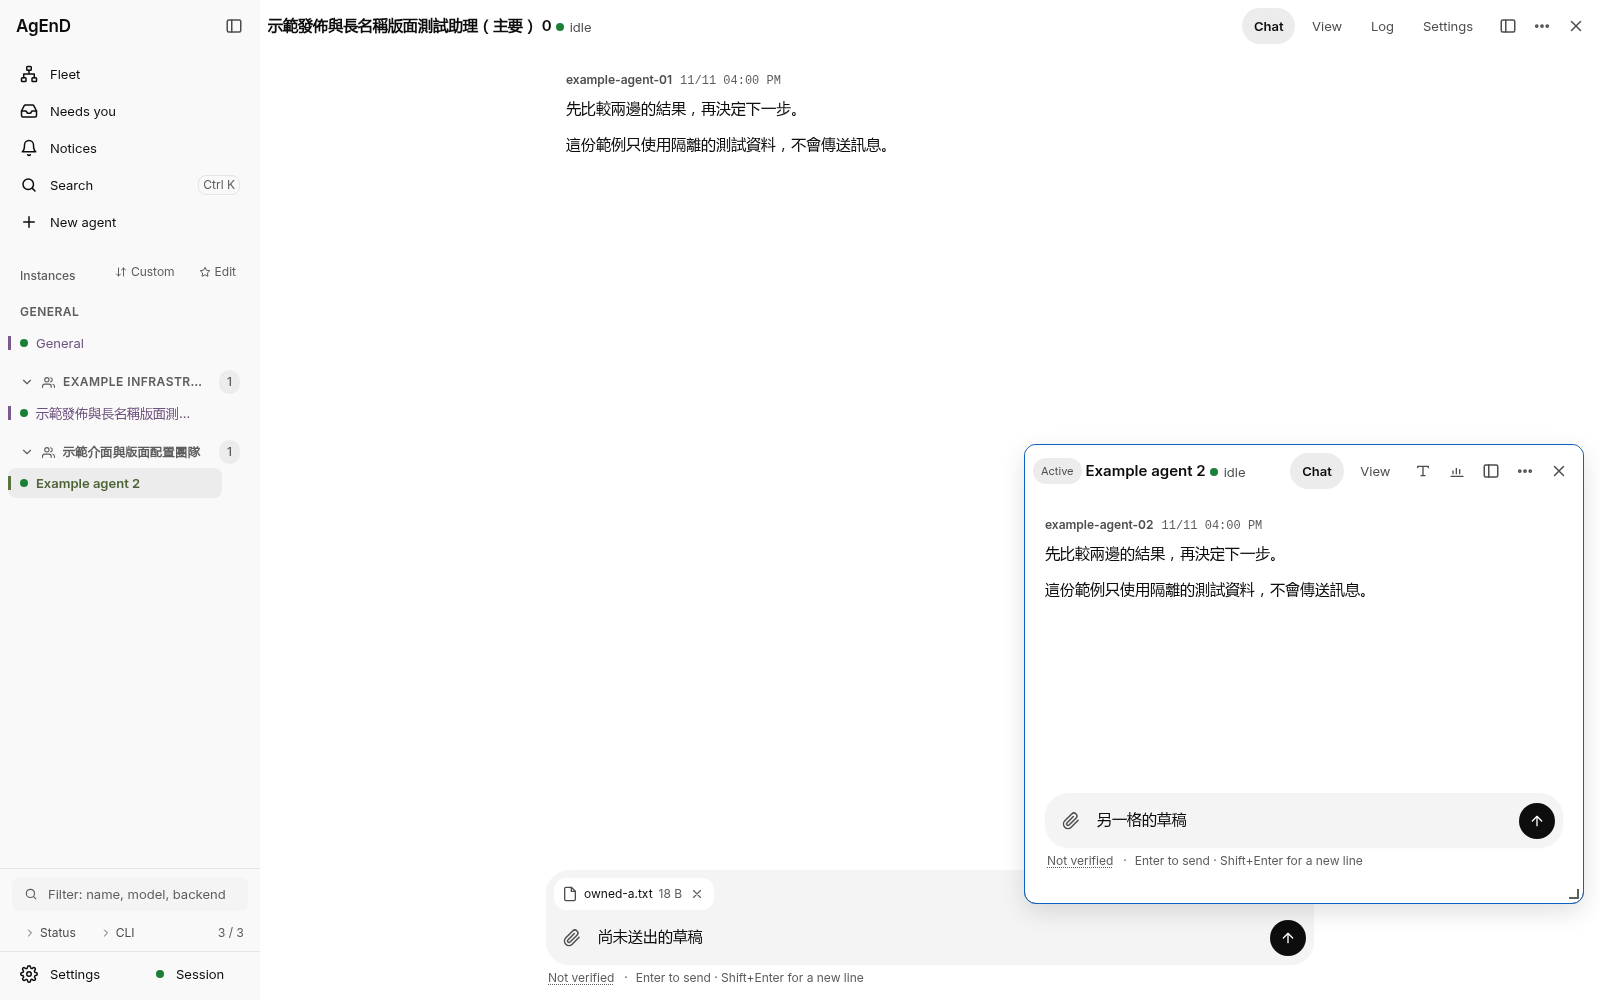 AgEnD
Fleet
Needs you
Notices
Search Ctrl K
New agent
Instances Custom Edit
GENERAL
General
EXAMPLE INFRASTR... 1
示範發佈與長名稱版面測...
示範介面與版面配置團隊 1
Example agent 2
Filter: name, model, backend
Status CLI 3 / 3
Settings Session
示範發佈與長名稱版面測試助理（主要）0 idle Chat View Log Settings
example-agent-01 11/11 04:00 PM
先比較兩邊的結果，再決定下一步。
這份範例只使用隔離的測試資料，不會傳送訊息。
Active Example agent 2 idle Chat View
example-agent-02 11/11 04:00 PM
先比較兩邊的結果，再決定下一步。
這份範例只使用隔離的測試資料，不會傳送訊息。
另一格的草稿
Not verified · Enter to send · Shift+Enter for a new line
owned-a.txt 18 B
尚未送出的草稿
Not verified · Enter to send · Shift+Enter for a new line